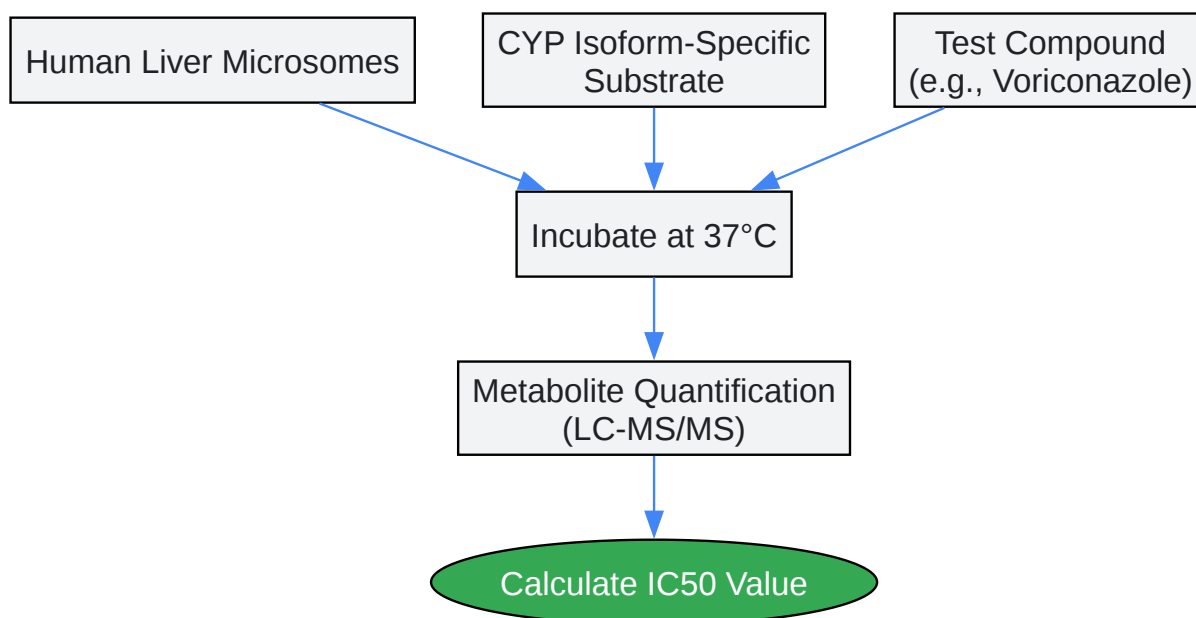 Human Liver Microsomes
CYP Isoform-Specific
Substrate
Test Compound
(e.g., Voriconazole)
Incubate at 37°C
Metabolite Quantification
(LC-MS/MS)
Calculate IC50 Value